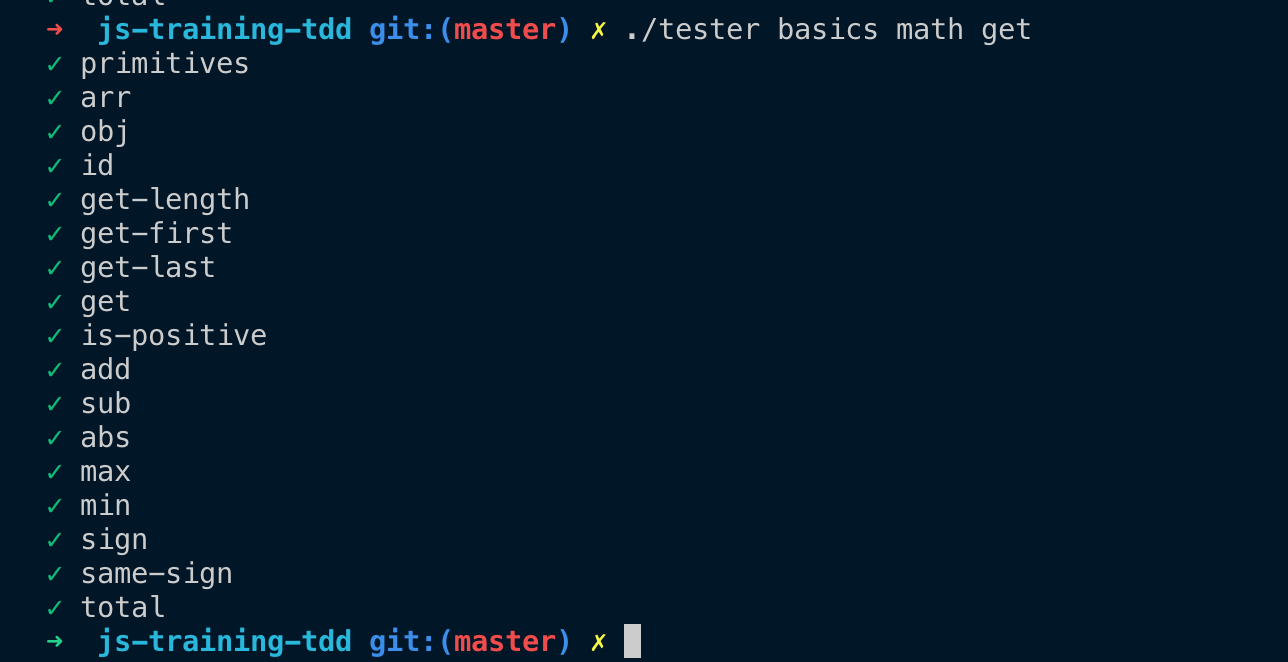 total
➜ js-training-tdd git:(master) ✗ ./tester basics math get
✓ primitives
✓ arr
✓ obj
✓ id
✓ get-length
✓ get-first
✓ get-last
✓ get
✓ is-positive
✓ add
✓ sub
✓ abs
✓ max
✓ min
✓ sign
✓ same-sign
✓ total
➜ js-training-tdd git:(master) ✗